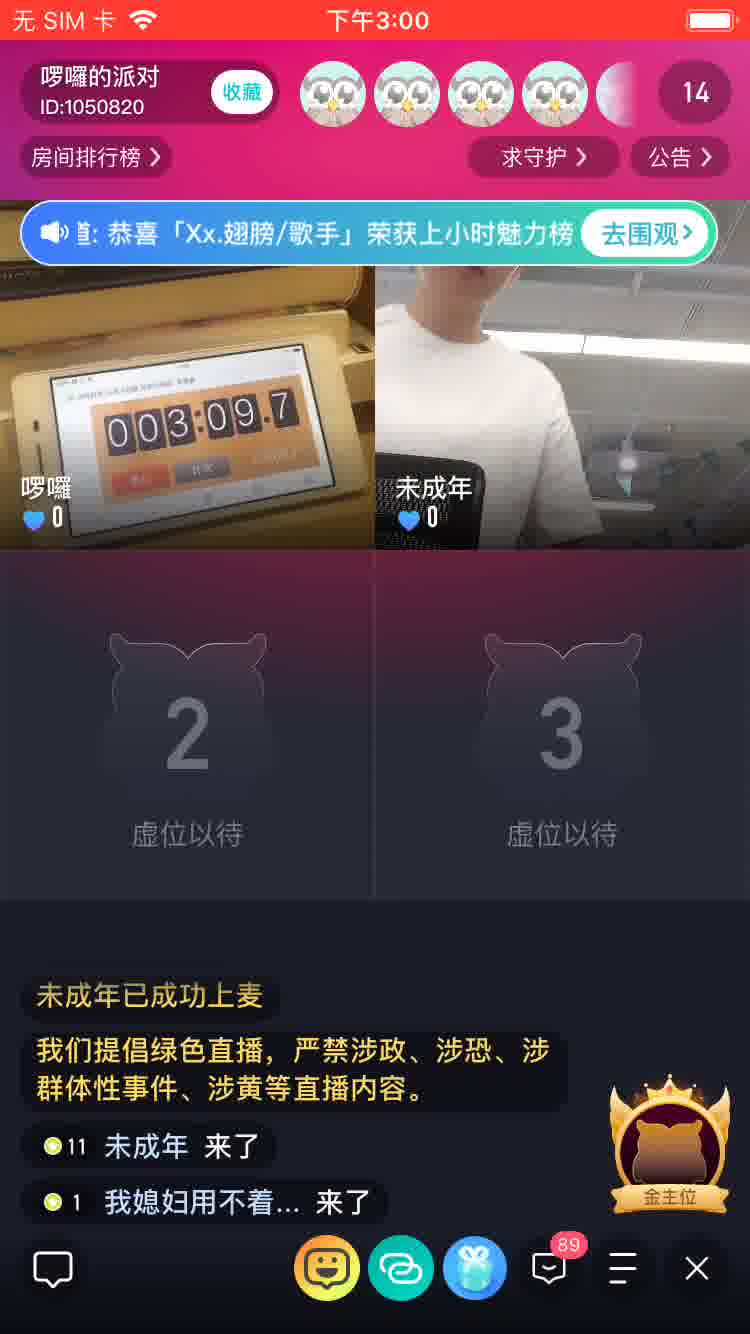 无 SIM 卡
下午3:00
啰囉的派对
ID:1050820
收藏
14
房间排行榜
求守护
公告
首: 恭喜「Xx.翅膀/歌手」荣获上小时魅力榜
去围观
003:09.7
啰囉
0
未成年
0
2
虚位以待
3
虚位以待
未成年已成功上麦
我们提倡绿色直播，严禁涉政、涉恐、涉
群体性事件、涉黄等直播内容。
11 未成年 来了
1 我媳妇用不着... 来了
金主位
89